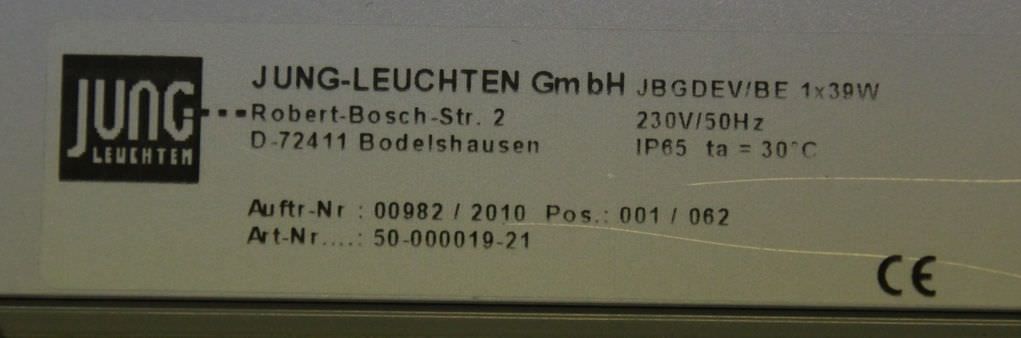 JUNG
LEUCHTEN
JUNG-LEUCHTEN GmbH JBGDEV/BE 1x39W
Robert-Bosch-Str. 2 230V/50Hz
D-72411 Bodelshausen IP65 ta = 30°C
Auftr-Nr : 00982 / 2010 Pos.: 001 / 062
Art-Nr....: 50-000019-21
CE